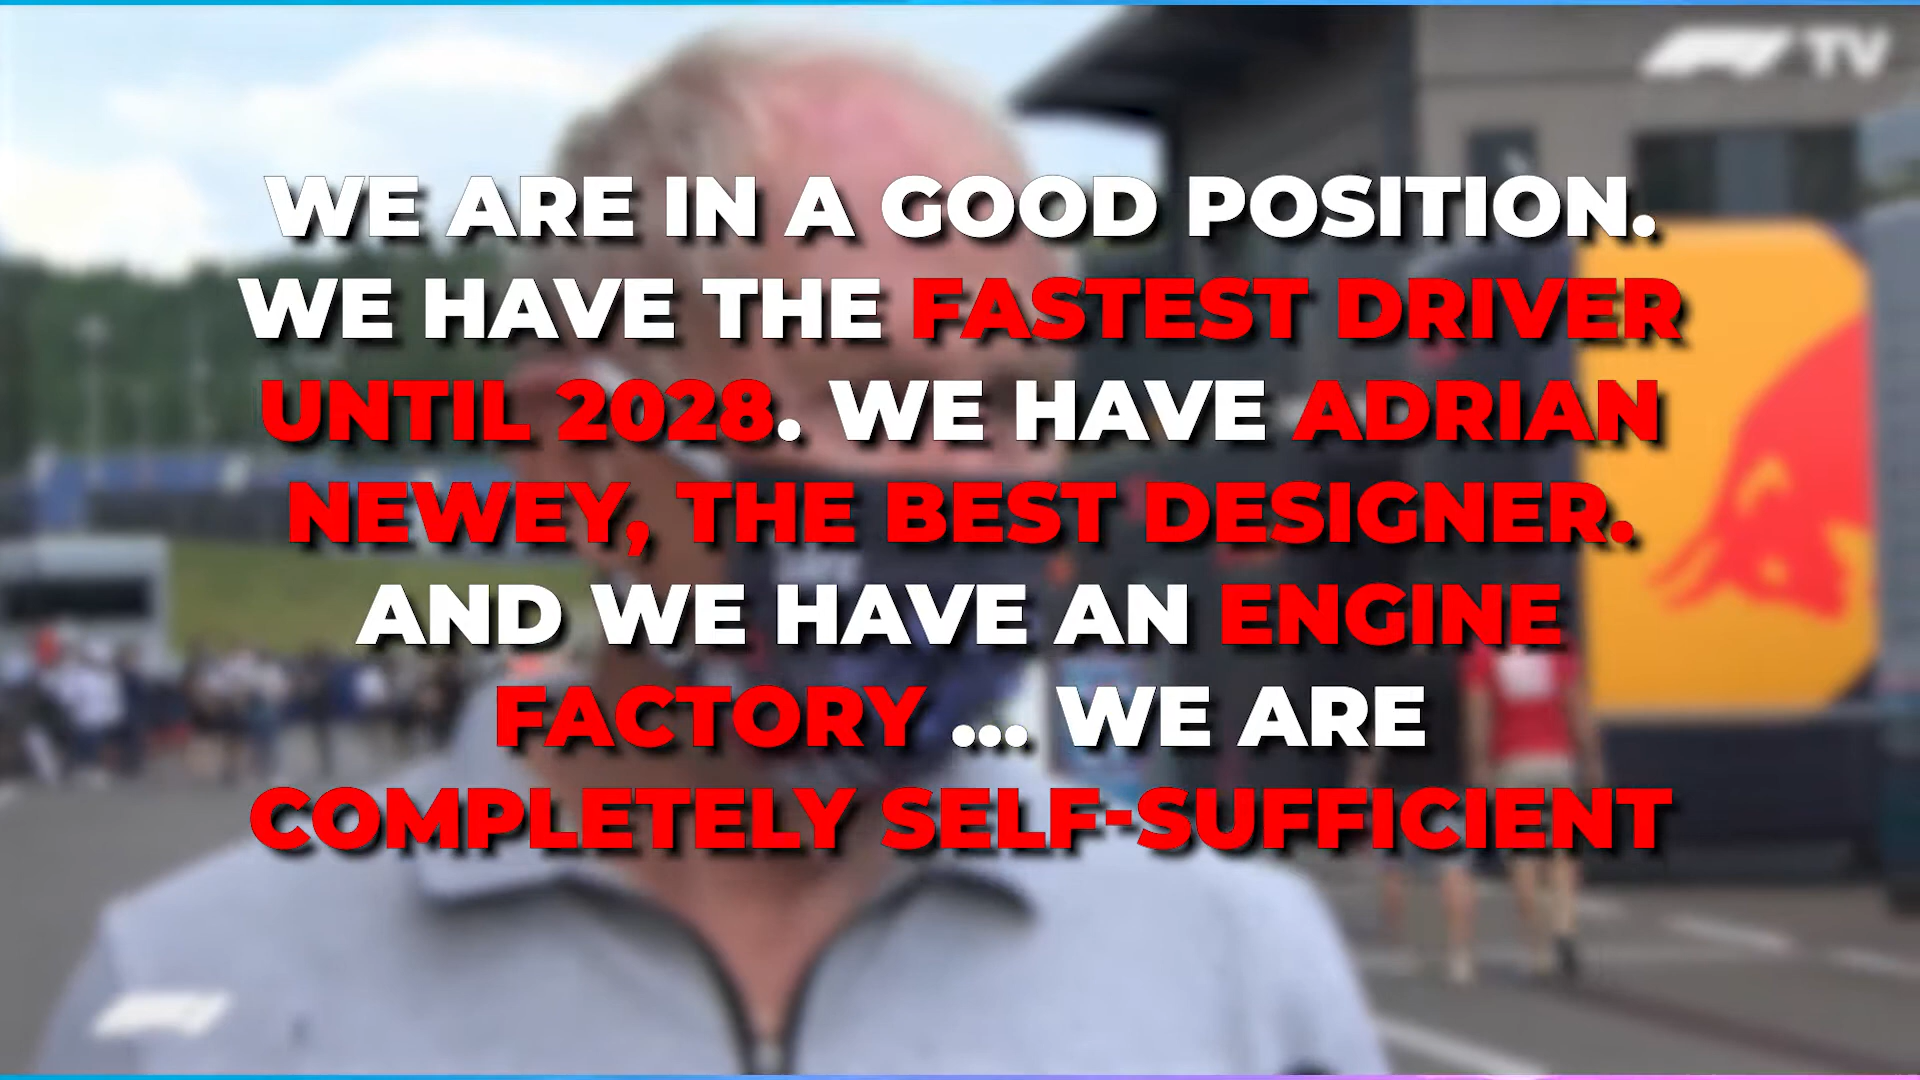 F1 TV
WE ARE IN A GOOD POSITION.
WE HAVE THE FASTEST DRIVER
UNTIL 2028. WE HAVE ADRIAN
NEWEY, THE BEST DESIGNER.
AND WE HAVE AN ENGINE
FACTORY ... WE ARE
COMPLETELY SELF-SUFFICIENT
F1